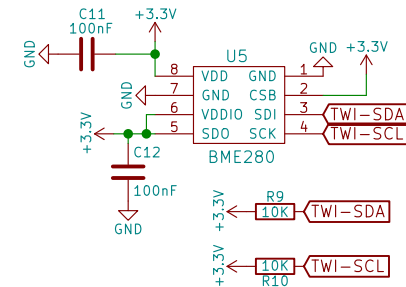 C11
100nF
+3.3V
GND
U5
GND
+3.3V
8 VDD GND 1
GND 7 GND CSB 2
6 VDDIO SDI 3 TWI-SDA
+3.3V 5 SDO SCK 4 TWI-SCL
BME280
C12
100nF
GND
R9
+3.3V 10K TWI-SDA
+3.3V 10K TWI-SCL
R10